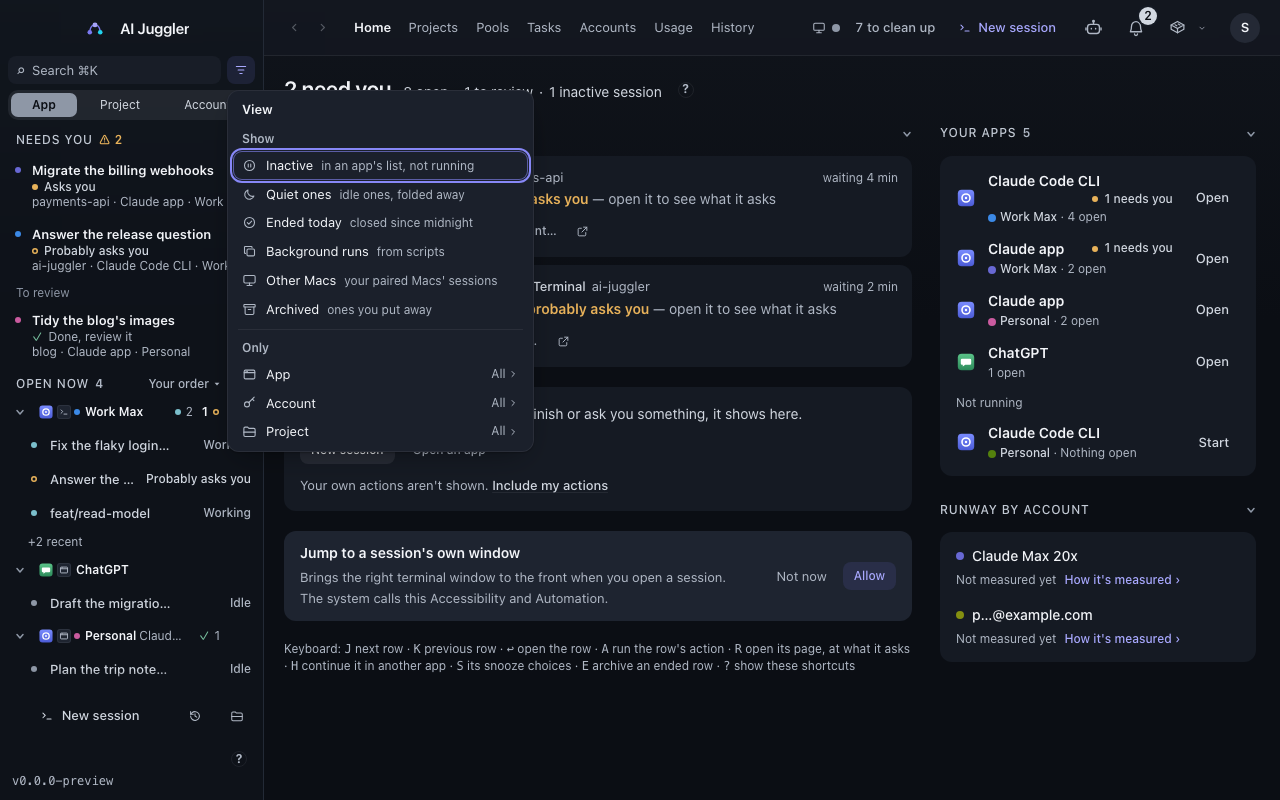 AI Juggler
Search ⌘K
App Project Accoun
NEEDS YOU 2
Migrate the billing webhooks
Asks you
payments-api · Claude app · Work
Answer the release question
Probably asks you
ai-juggler · Claude Code CLI · Work
To review
Tidy the blog's images
Done, review it
blog · Claude app · Personal
OPEN NOW 4 Your order
Work Max 2 1
Fix the flaky login...
Answer the ... Probably asks you
feat/read-model Working
+2 recent
ChatGPT
Draft the migratio... Idle
Personal Claud... 1
Plan the trip note... Idle
New session
?
v0.0.0-preview
Home Projects Pools Tasks Accounts Usage History
7 to clean up
New session
2
S
2 need you · 1 inactive session ?
View
Show
Inactive in an app's list, not running
Quiet ones idle ones, folded away
Ended today closed since midnight
Background runs from scripts
Other Macs your paired Macs' sessions
Archived ones you put away
Only
App All ›
Account All ›
Project All ›
s-api waiting 4 min
asks you — open it to see what it asks
nt...
Terminal ai-juggler waiting 2 min
probably asks you — open it to see what it asks
inish or ask you something, it shows here.
New session Open an app
Your own actions aren't shown. Include my actions
Jump to a session's own window
Brings the right terminal window to the front when you open a session.
The system calls this Accessibility and Automation.
Not now Allow
Keyboard: J next row · K previous row · ↩ open the row · A run the row's action · R open its page, at what it asks
· H continue it in another app · S its snooze choices · E archive an ended row · ? show these shortcuts
YOUR APPS 5
Claude Code CLI
1 needs you
Work Max · 4 open
Open
Claude app 1 needs you
Work Max · 2 open
Open
Claude app
Personal · 2 open
Open
ChatGPT
1 open
Open
Not running
Claude Code CLI
Personal · Nothing open
Start
RUNWAY BY ACCOUNT
Claude Max 20x
Not measured yet How it's measured ›
p...@example.com
Not measured yet How it's measured ›